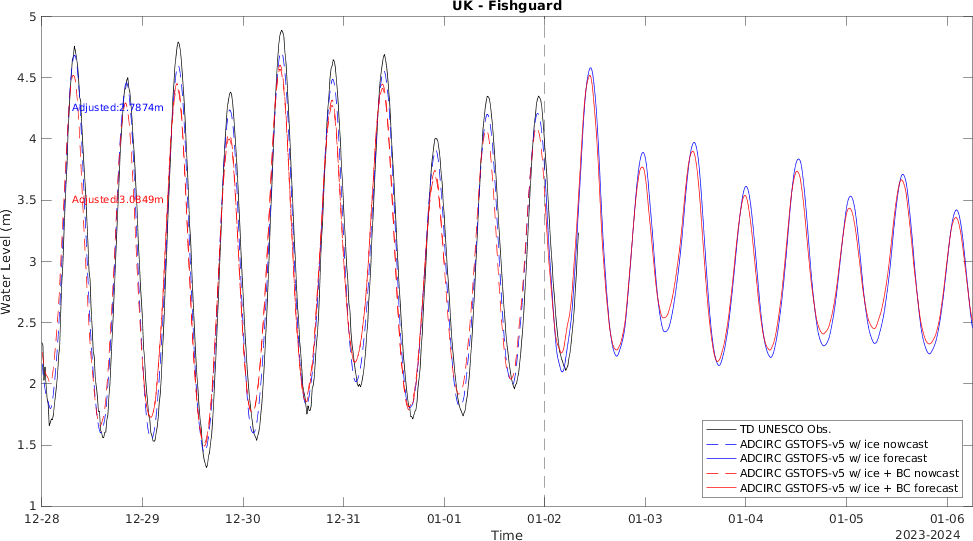 UK - Fishguard
5
4.5
4
3.5
3
2.5
2
1.5
1
Water Level (m)
Adjusted:2.7874m
Adjusted:3.0349m
TD UNESCO Obs.
ADCIRC GSTOFS-v5 w/ ice nowcast
ADCIRC GSTOFS-v5 w/ ice forecast
ADCIRC GSTOFS-v5 w/ ice + BC nowcast
ADCIRC GSTOFS-v5 w/ ice + BC forecast
12-28 12-29 12-30 12-31 01-01 01-02 01-03 01-04 01-05 01-06
Time
2023-2024